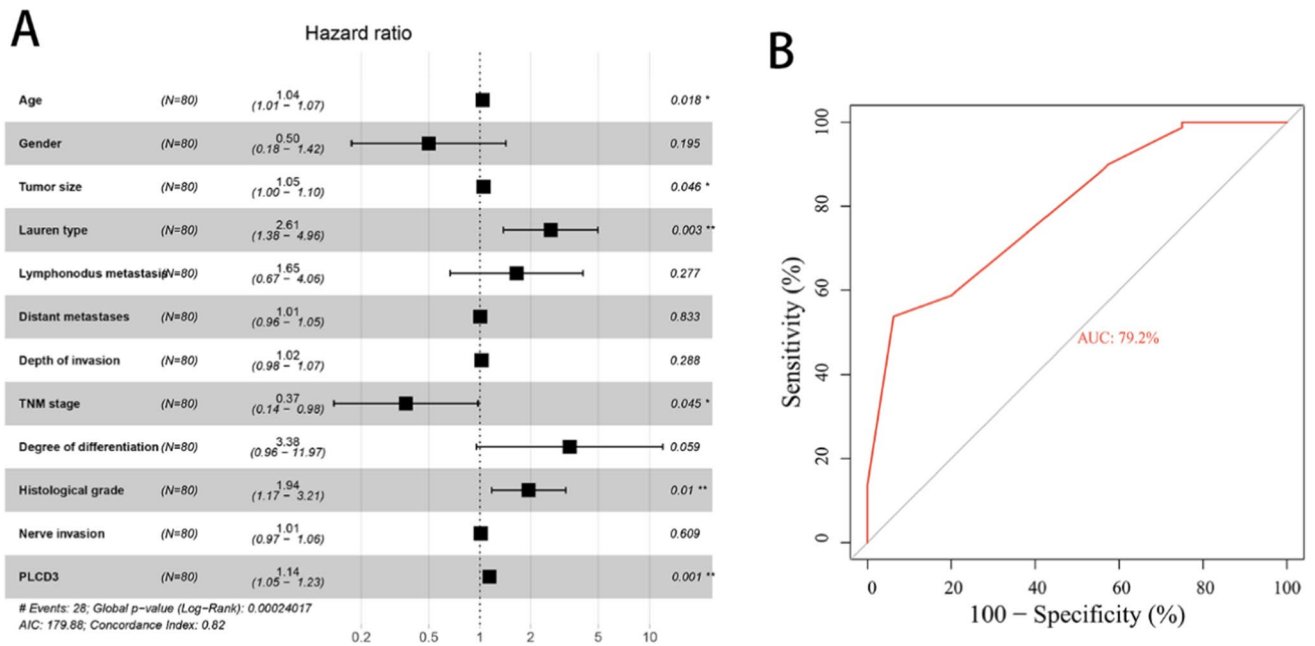 A
Hazard ratio
Age (N=80) 1.04 (1.01 − 1.07) 0.018 *
Gender (N=80) 0.50 (0.18 − 1.42) 0.195
Tumor size (N=80) 1.05 (1.00 − 1.10) 0.046 *
Lauren type (N=80) 2.61 (1.38 − 4.96) 0.003 **
Lymphonodus metastasis (N=80) 1.65 (0.67 − 4.06) 0.277
Distant metastases (N=80) 1.01 (0.96 − 1.05) 0.833
Depth of invasion (N=80) 1.02 (0.98 − 1.07) 0.288
TNM stage (N=80) 0.37 (0.14 − 0.98) 0.045 *
Degree of differentiation (N=80) 3.38 (0.96 − 11.97) 0.059
Histological grade (N=80) 1.94 (1.17 − 3.21) 0.01 **
Nerve invasion (N=80) 1.01 (0.97 − 1.06) 0.609
PLCD3 (N=80) 1.14 (1.05 − 1.23) 0.001 **
# Events: 28; Global p−value (Log−Rank): 0.00024017
AIC: 179.88; Concordance Index: 0.82
0.2 0.5 1 2 5 10
B
Sensitivity (%)
100
80
60
40
20
0
AUC: 79.2%
0 20 40 60 80 100
100 − Specificity (%)